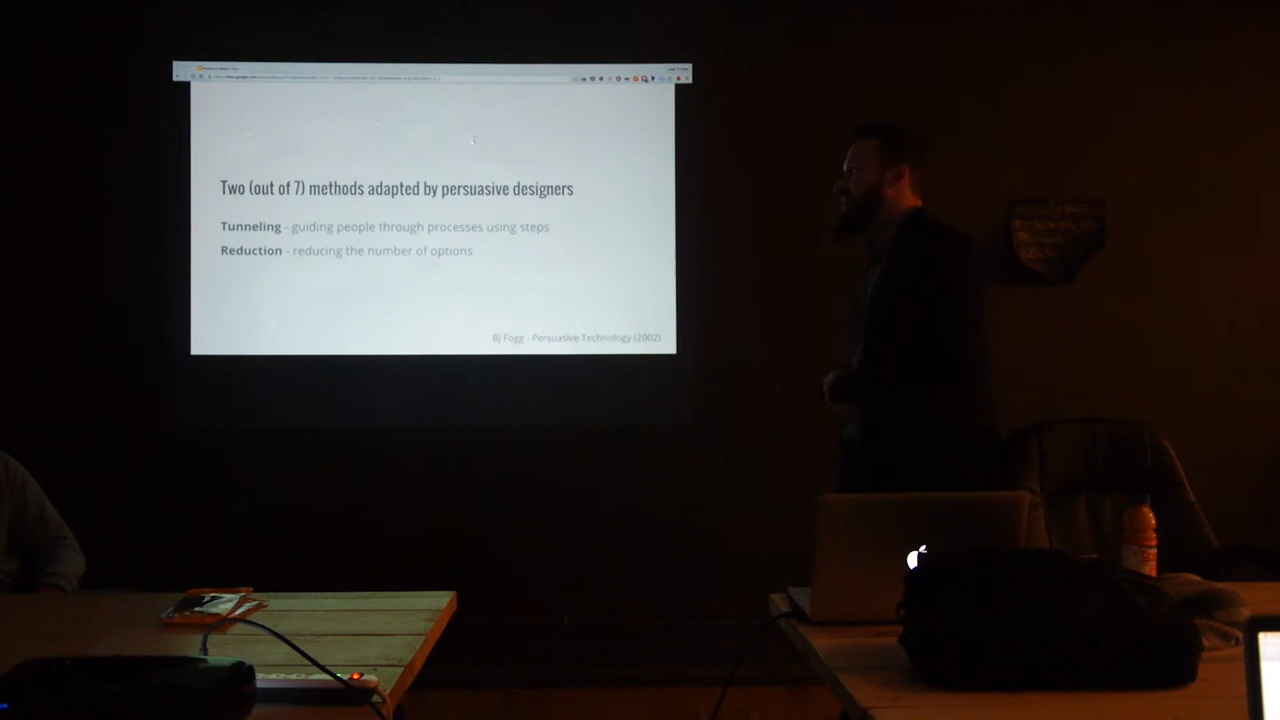 Two (out of 7) methods adapted by persuasive designers
Tunneling - guiding people through processes using steps
Reduction - reducing the number of options
BJ Fogg - Persuasive Technology (2002)